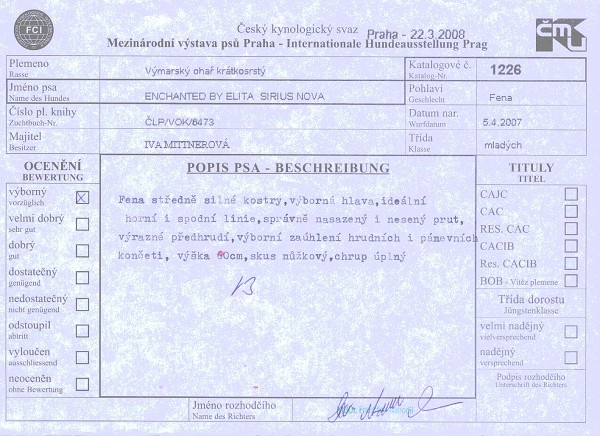 FCI
Český kynologický svaz Praha - 22.3.2008
Mezinárodní výstava psů Praha - Internationale Hundeausstellung Prag
ČMKU
Plemeno
Rasse
Výmarský ohař krátkosrstý
Katalogové č.
Katalog-Nr.
1226
Jméno psa
Name des Hundes
ENCHANTED BY ELITA SIRIUS NOVA
Pohlaví
Geschlecht
Fena
Číslo pl. knihy
Zuchtbuch-Nr.
ČLP/VOK/6473
Datum nar.
Wurfdatum
5.4.2007
Majitel
Besitzer
IVA MITTNEROVÁ
Třída
Klasse
mladých
OCENĚNÍ
BEWERTUNG
výborný
vorzüglich
velmi dobrý
sehr gut
dobrý
gut
dostatečný
genügend
nedostatečný
nicht genügend
odstoupil
abtritt
vyloučen
ausschliessend
neoceněn
ohne Bewertung
POPIS PSA - BESCHREIBUNG
Fena středně silné kostry,výborná hlava,ideální
horní i spodní linie,správně nasazený i nesený prut,
výrazné předhrudí,výborní zaúhlení hrudních i pánevních
končeti, výška 60cm,skus nůžkový,chrup úplný
V3
TITULY
TITEL
CAJC
CAC
RES. CAC
CACIB
Res. CACIB
BOB - Vítěz plemene
Třída dorostu
Jüngstenklasse
velmi nadějný
vielversprechend
nadějný
versprechend
Podpis rozhodčího
Unterschrift des Richters
Jméno rozhodčího
Name des Richters